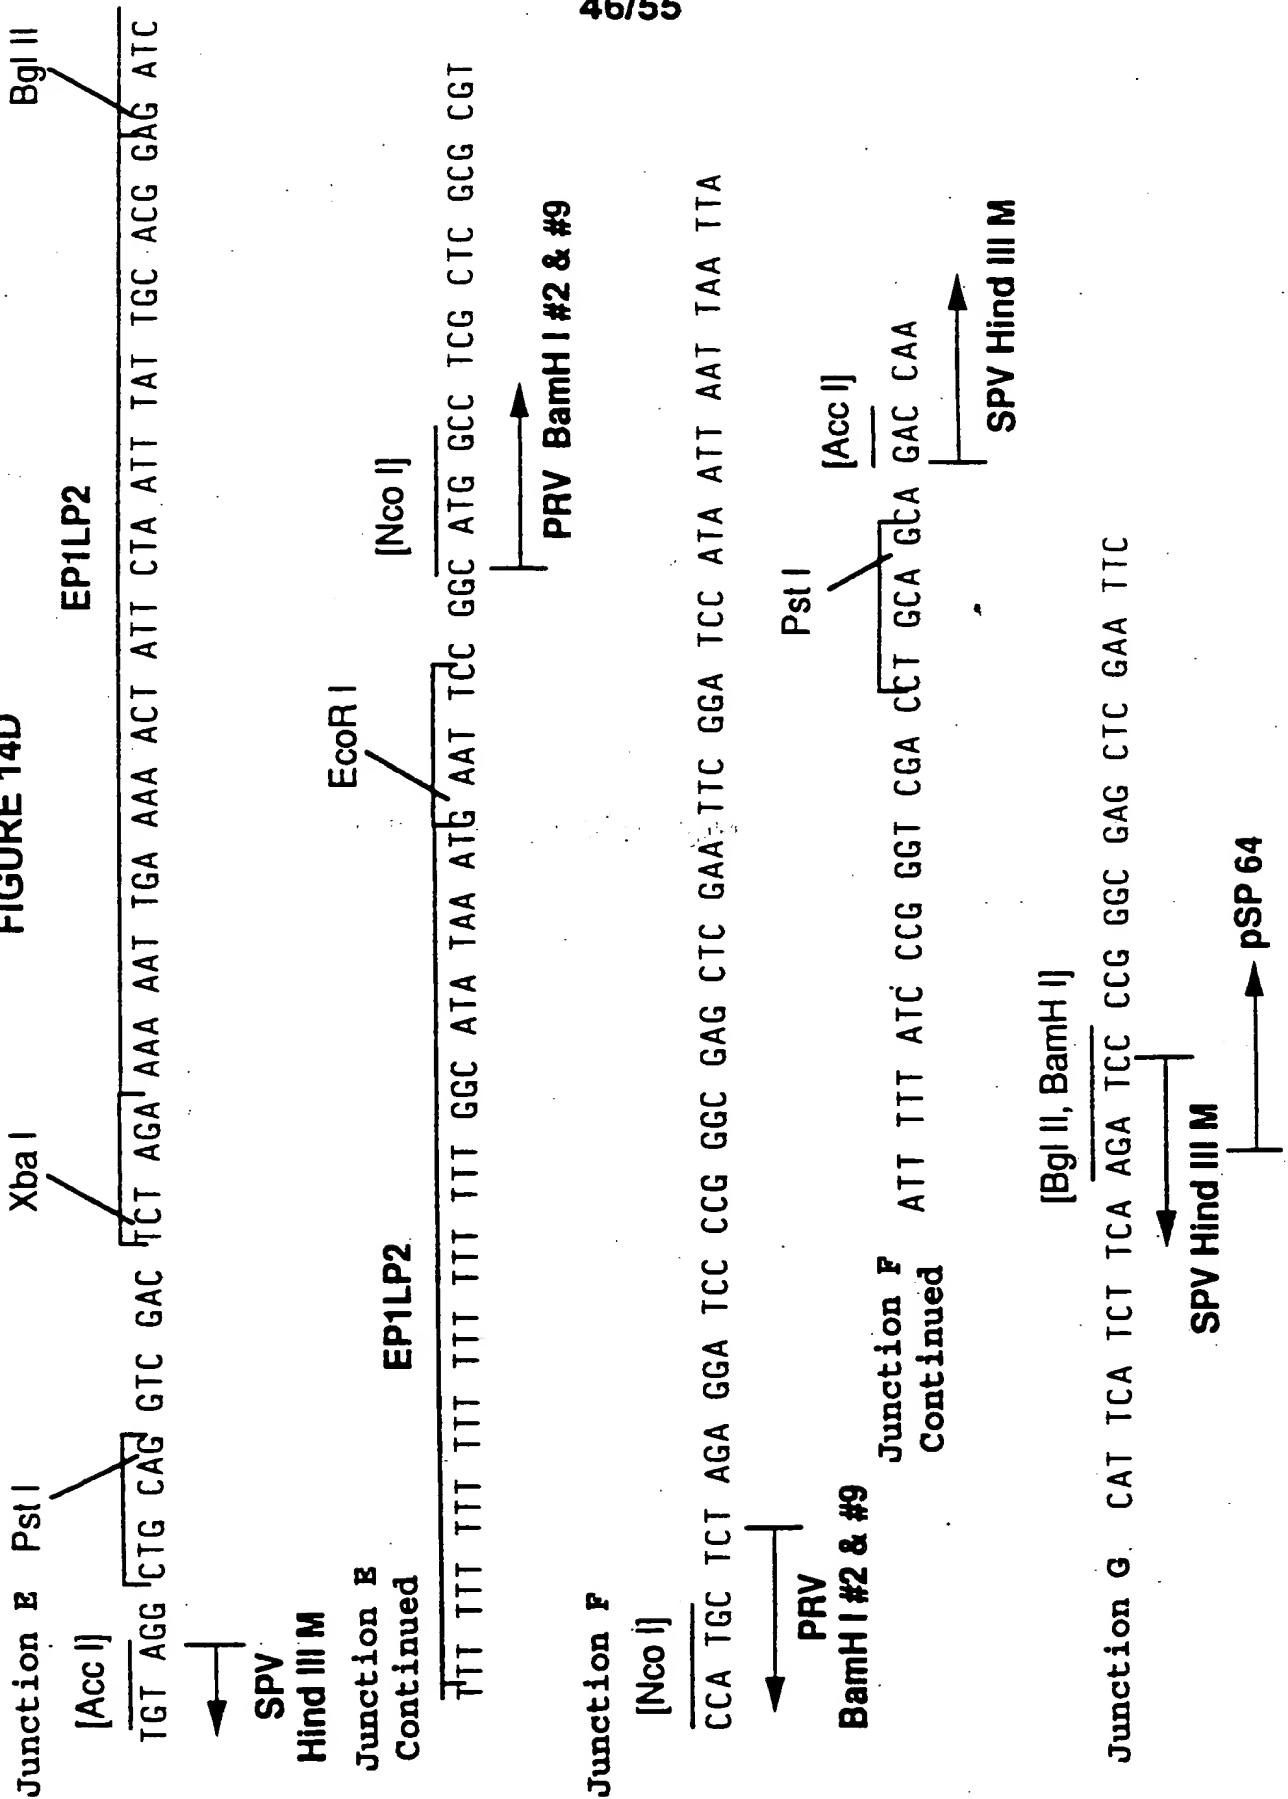 46/55
FIGURE 14D
Junction E Pst I Xba I EP1LP2 Bgl II
[Acc I]
TGT AGG CTG CAG GTC GAC TCT AGA AAA AAT TGA AAA ACT ATT CTA ATT TAT TGC ACG GAG ATC
SPV
Hind III M
Junction E
Continued
EP1LP2
EcoR I
[Nco I]
TTT TTT TTT TTT TTT TTT TTT TTT GGC ATA TAA ATG AAT TCC GGC ATG GCC TCG CTC GCG CGT
PRV BamH I #2 & #9
Junction F
[Nco I]
CCA TGC TCT AGA GGA TCC CCG GGC GAG CTC GAA TTC GGA TCC ATA ATT AAT TAA TTA
PRV
BamH I #2 & #9
Junction F
Continued
Pst I
[Acc I]
ATT TTT ATC CCG GGT CGA CCT GCA GCA GAC CAA
SPV Hind III M
[Bgl II, BamH I]
Junction G CAT TCA TCT TCA AGA TCC CCG GGC GAG CTC GAA TTC
SPV Hind III M
pSP 64